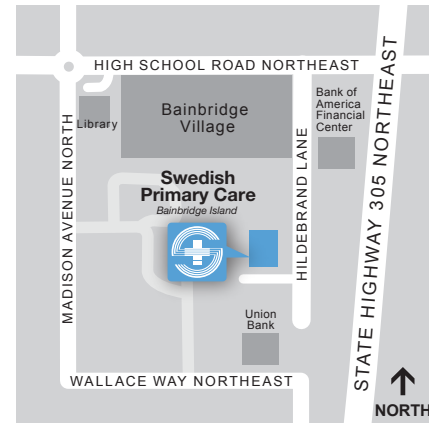 HIGH SCHOOL ROAD NORTHEAST
Bank of
America
Financial
Center
Library
Bainbridge
Village
MADISON AVENUE NORTH
HILDEBRAND LANE
STATE HIGHWAY 305 NORTHEAST
Swedish
Primary Care
Bainbridge Island
Union
Bank
WALLACE WAY NORTHEAST
NORTH